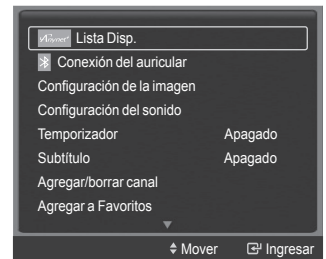 Anynet+ Lista Disp.
Conexión del auricular
Configuración de la imagen
Configuración del sonido
Temporizador Apagado
Subtítulo Apagado
Agregar/borrar canal
Agregar a Favoritos
Mover Ingresar